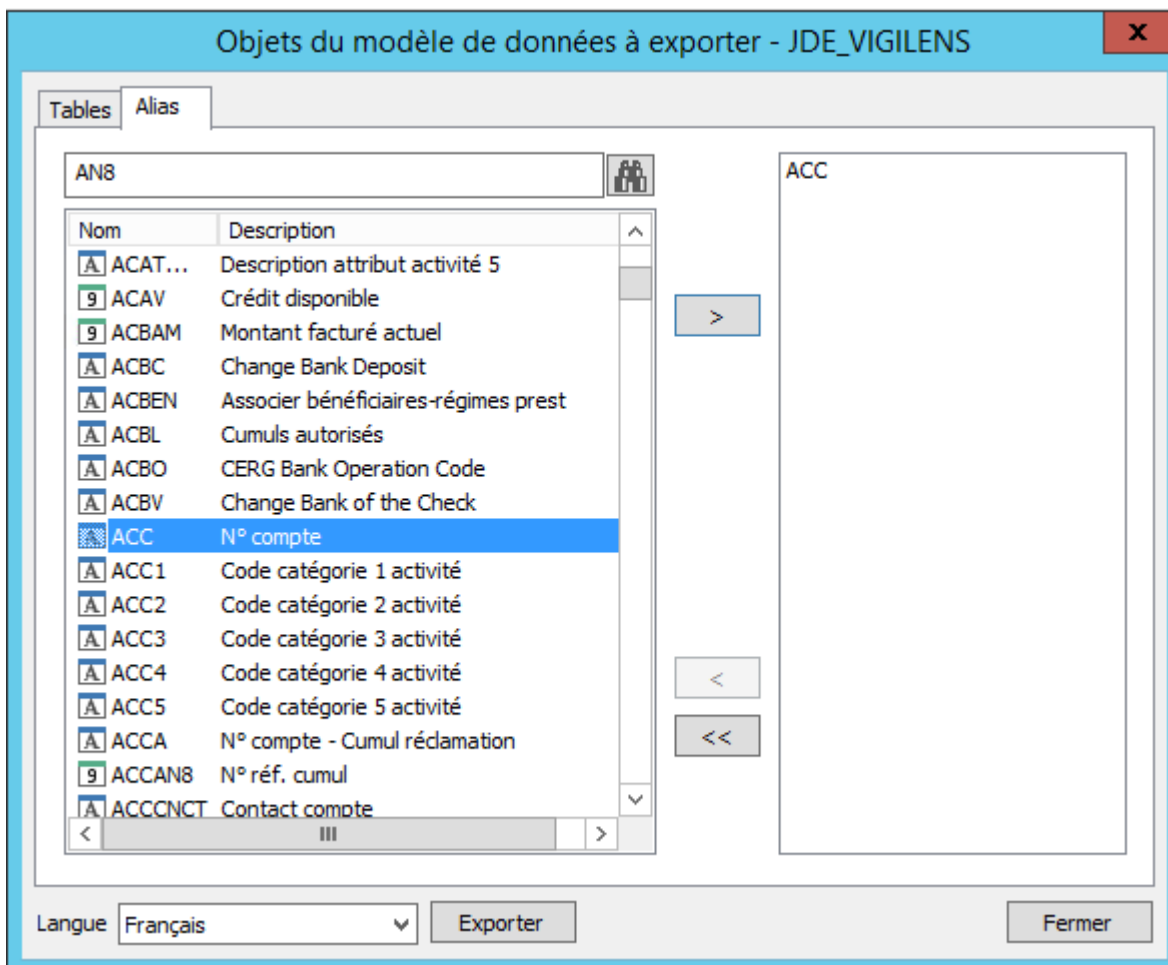 Objets du modèle de données à exporter - JDE_VIGILENS
x
Tables Alias
AN8
ACC
Nom Description
A ACAT... Description attribut activité 5
9 ACAV Crédit disponible
9 ACBAM Montant facturé actuel
A ACBC Change Bank Deposit
A ACBEN Associer bénéficiaires-régimes prest
A ACBL Cumuls autorisés
A ACBO CERG Bank Operation Code
A ACBV Change Bank of the Check
A ACC N° compte
A ACC1 Code catégorie 1 activité
A ACC2 Code catégorie 2 activité
A ACC3 Code catégorie 3 activité
A ACC4 Code catégorie 4 activité
A ACC5 Code catégorie 5 activité
A ACCA N° compte - Cumul réclamation
9 ACCAN8 N° réf. cumul
A ACCCNCT Contact compte
>
<
<<
Langue Français Exporter Fermer